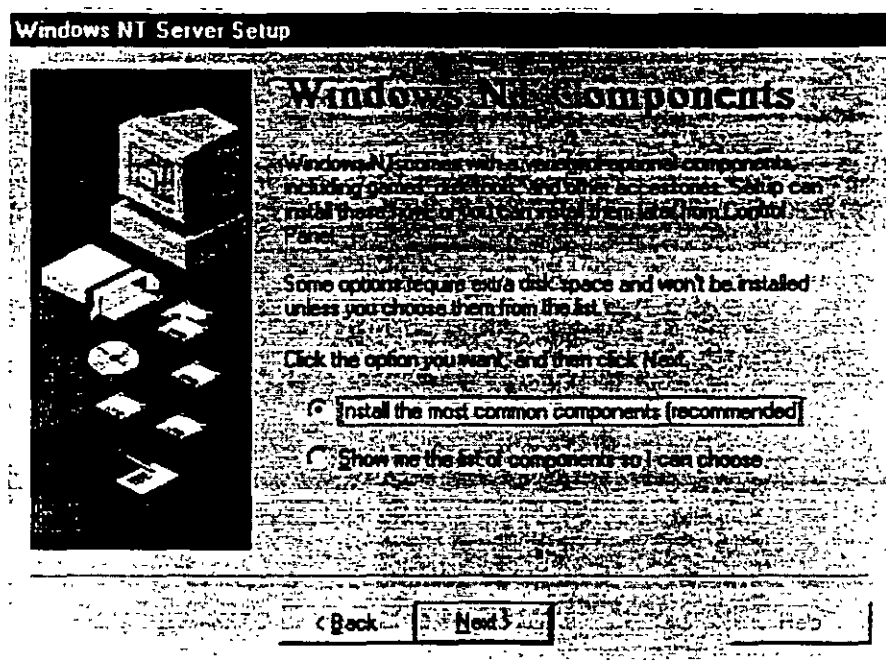 Windows NT Server Setup
Windows NT Components
Windows NT comes with a variety of optional components,
including games, disk tools, and other accessories. Setup can
install these now, or you can install them later from Control
Panel.
Some options require extra disk space and won't be installed
unless you choose them from the list.
Click the option you want, and then click Next.
Install the most common components (recommended)
Show me the list of components so I can choose
< Back
Next >
Help